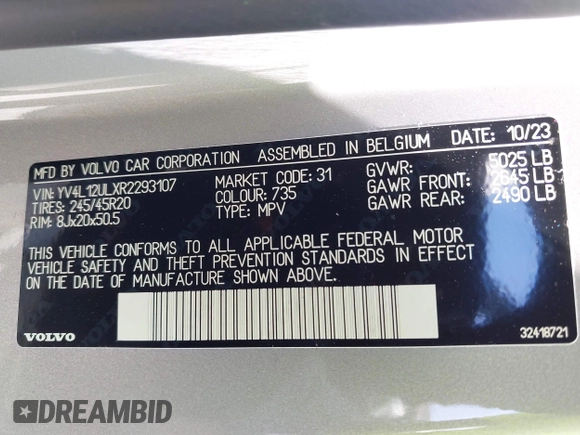 MFD BY VOLVO CAR CORPORATION ASSEMBLED IN BELGIUM DATE: 10/23
VIN: YV4L12ULXR2293107 MARKET CODE: 31 GVWR: 5025 LB
TIRES: 245/45R20 COLOUR: 735 GAWR FRONT: 2645 LB
RIM: 8Jx20x50.5 TYPE: MPV GAWR REAR: 2490 LB
THIS VEHICLE CONFORMS TO ALL APPLICABLE FEDERAL MOTOR
VEHICLE SAFETY AND THEFT PREVENTION STANDARDS IN EFFECT
ON THE DATE OF MANUFACTURE SHOWN ABOVE.
VOLVO 32418721
DREAMBID